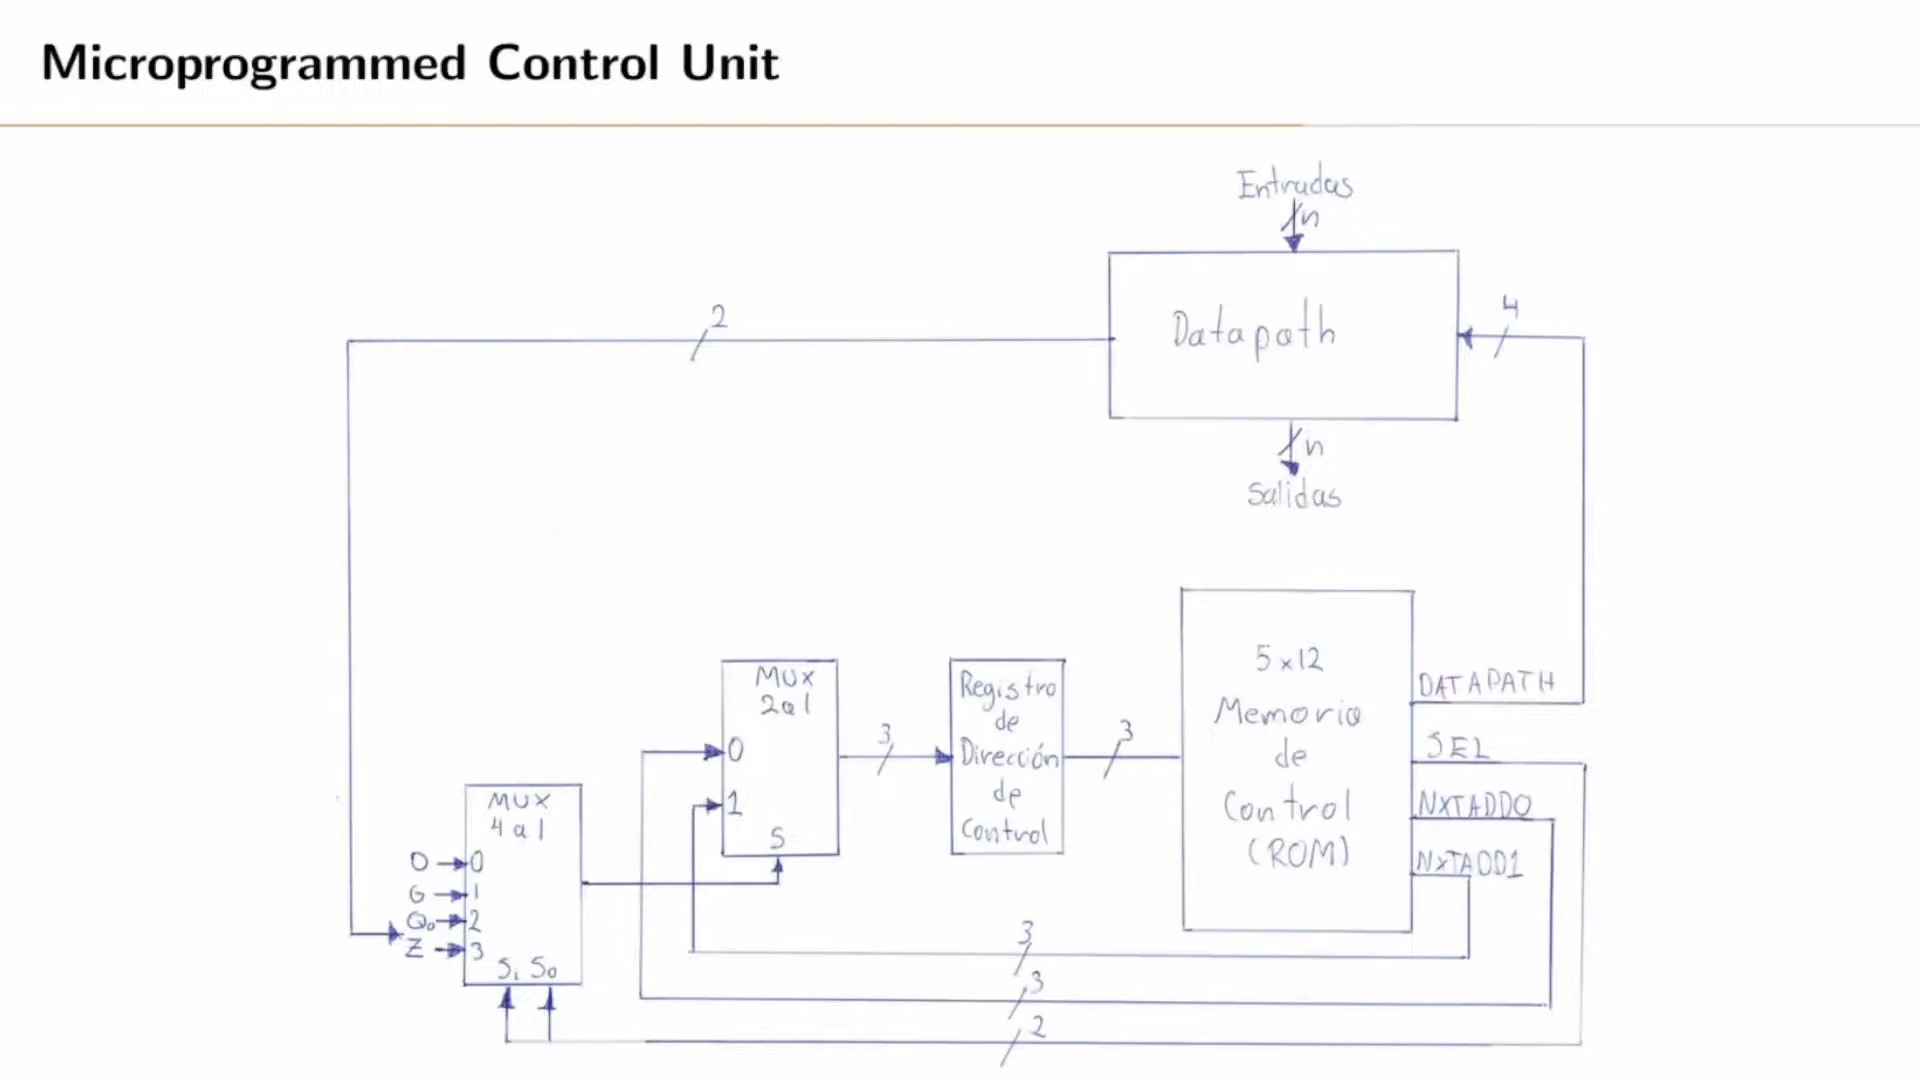 Microprogrammed Control Unit
Entradas
n
Datapath
4
2
n
Salidas
MUX
2 a 1
0
1
S
3
Registro
de
Dirección
de
Control
3
5x12
Memoria
de
Control
(ROM)
DATAPATH
SEL
NXTADD0
NXTADD1
MUX
4 a 1
0 0
G 1
Q₀ 2
Z 3
S₁ S₀
3
3
2